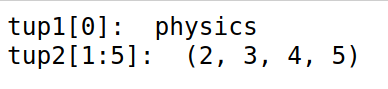 tup1[0]:  physics
tup2[1:5]:  (2, 3, 4, 5)